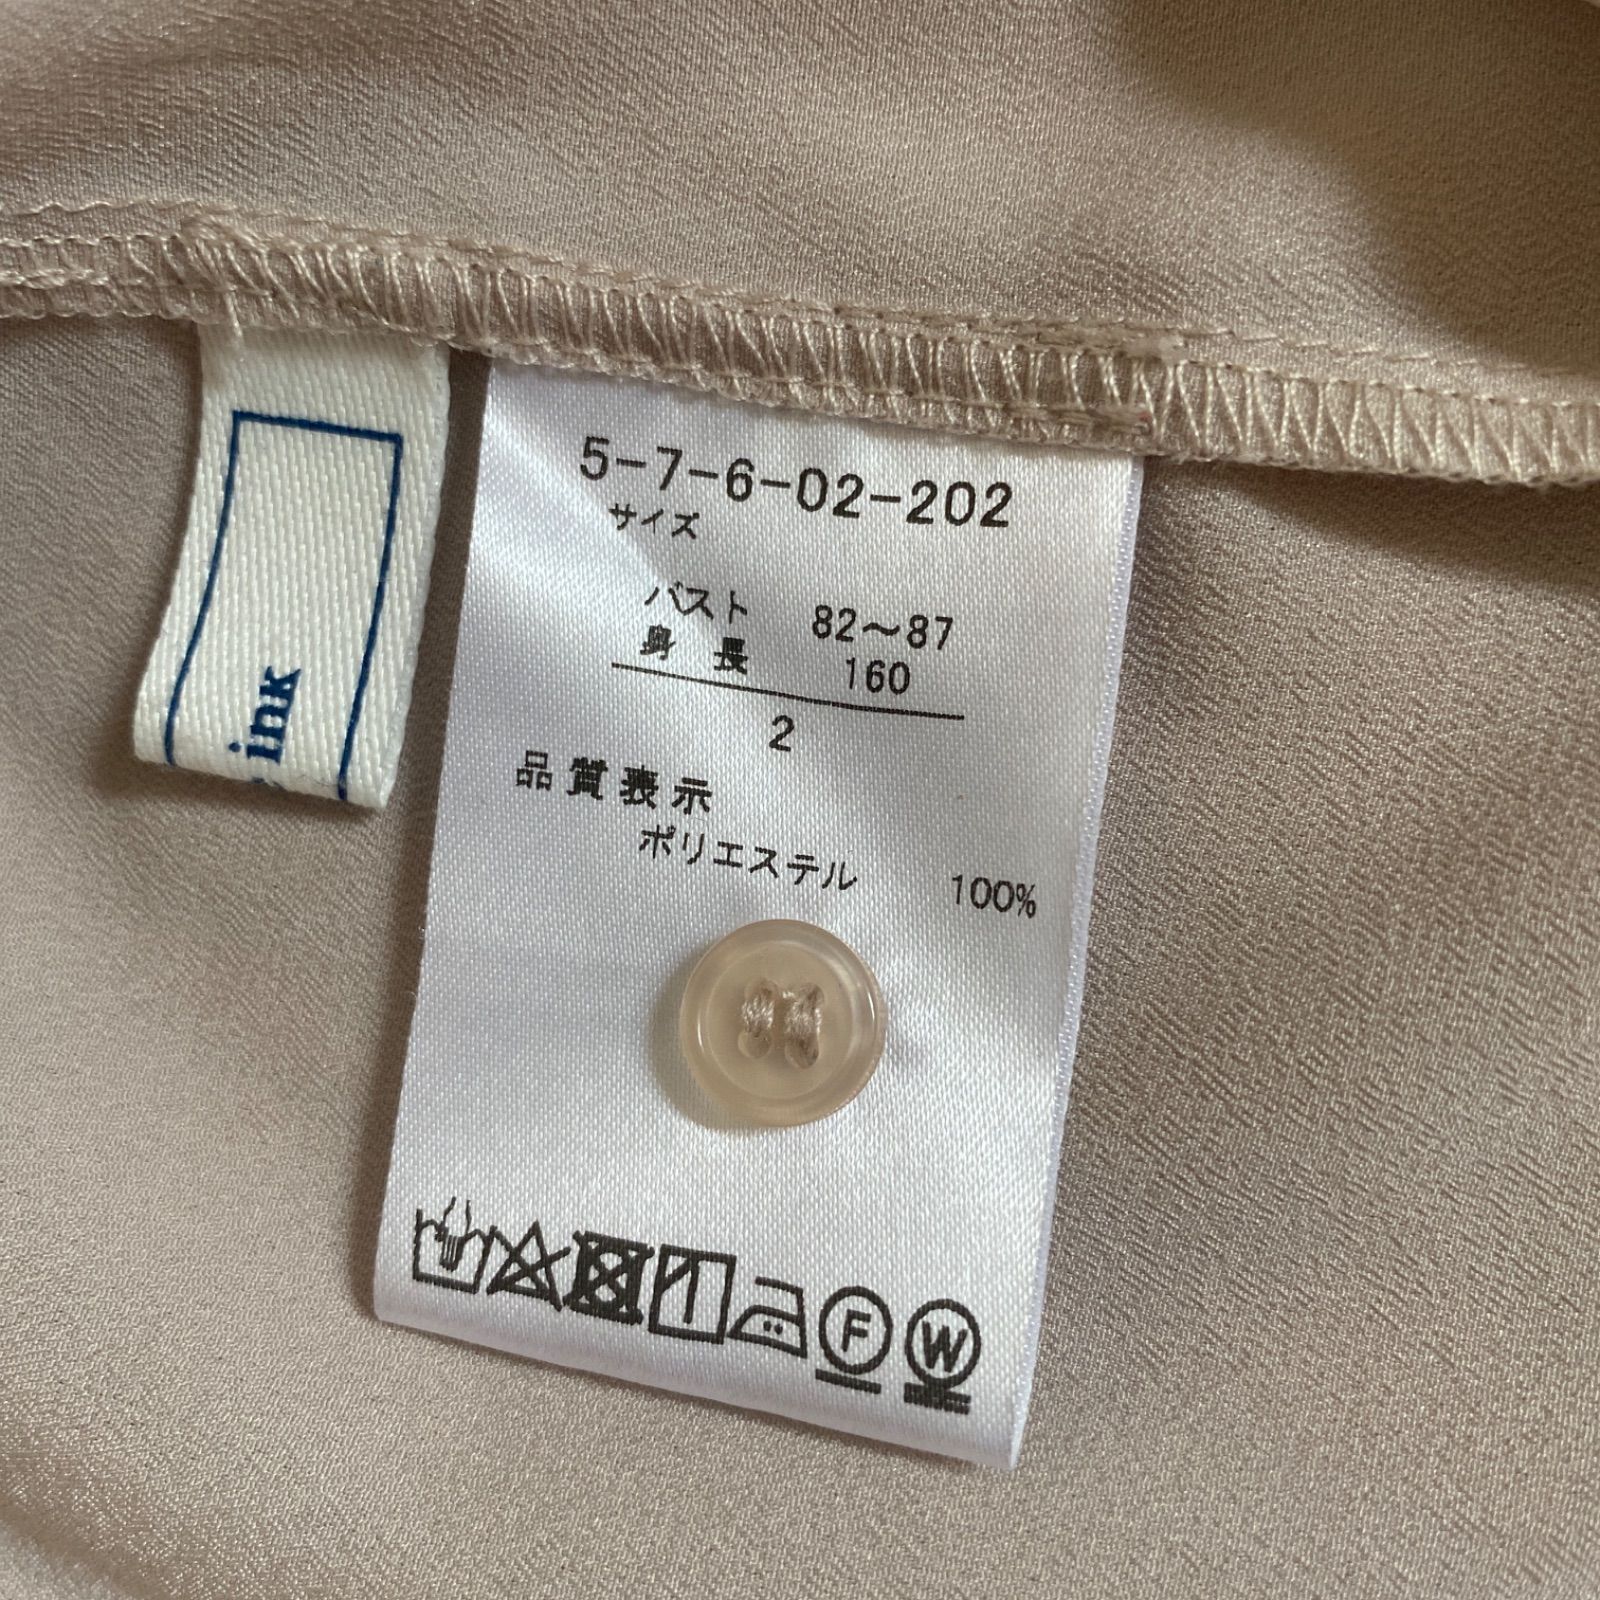 ink
5-7-6-02-202
サイズ
バスト 82~87
身長 160
2
品質表示
ポリエステル 100%
F W